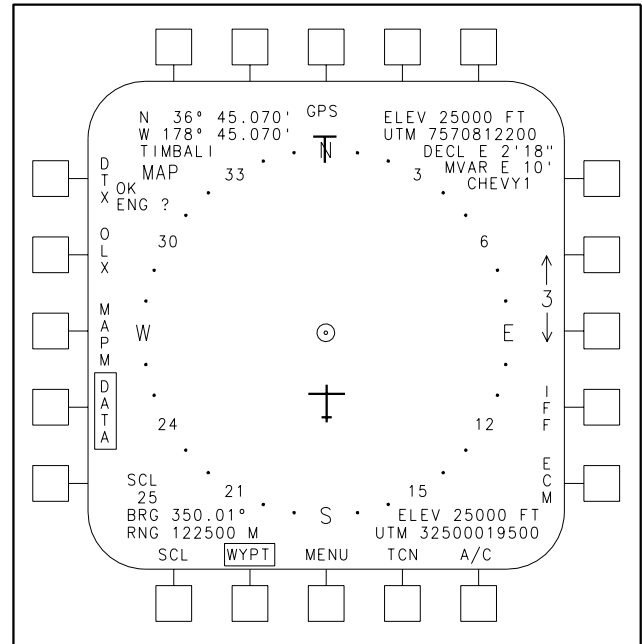 GPS
N 36° 45.070'
W 178° 45.070'
TIMBALI
MAP
ELEV 25000 FT
UTM 7570812200
DECL E 2'18"
MVAR E 10'
CHEVY1
DTX
OK
ENG ?
OLX
MAPM
DATA
N
3
6
E
12
15
S
21
24
W
30
33
↑
3
↓
IFF
ECM
SCL
25
BRG 350.01°
RNG 122500 M
ELEV 25000 FT
UTM 32500019500
SCL WYPT MENU TCN A/C